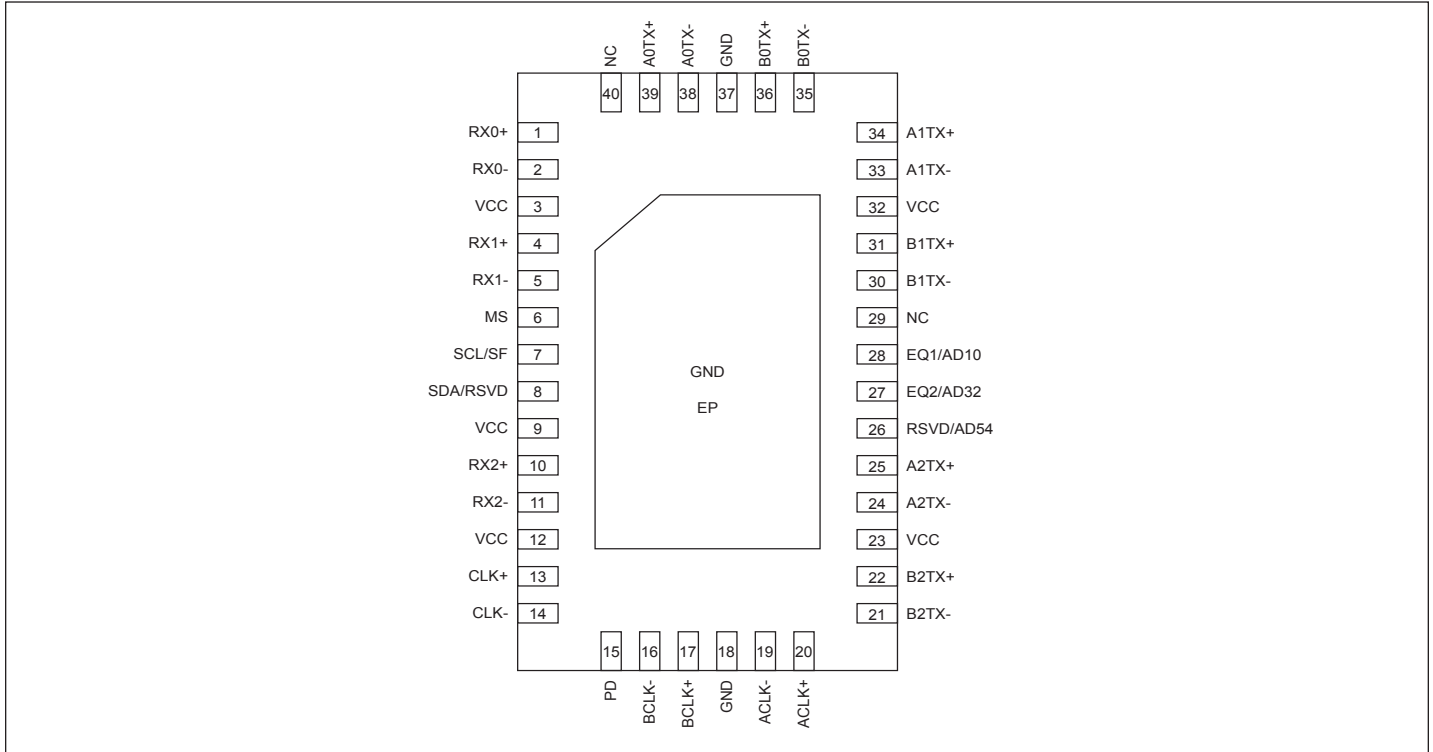 NC A0TX+ A0TX- GND B0TX+ B0TX-
40 39 38 37 36 35
RX0+ 1 34 A1TX+
RX0- 2 33 A1TX-
VCC 3 32 VCC
RX1+ 4 31 B1TX+
RX1- 5 30 B1TX-
MS 6 29 NC
SCL/SF 7 28 EQ1/AD10
GND
SDA/RSVD 8 27 EQ2/AD32
EP
VCC 9 26 RSVD/AD54
RX2+ 10 25 A2TX+
RX2- 11 24 A2TX-
VCC 12 23 VCC
CLK+ 13 22 B2TX+
CLK- 14 21 B2TX-
15 16 17 18 19 20
PD BCLK- BCLK+ GND ACLK- ACLK+